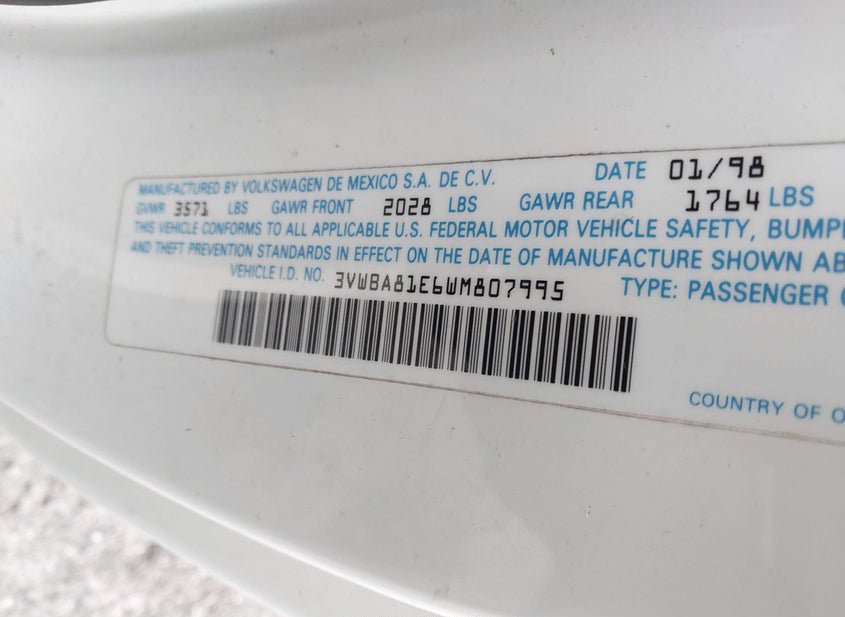 MANUFACTURED BY VOLKSWAGEN DE MEXICO S.A. DE C.V. DATE 01/98
GVWR 3571 LBS GAWR FRONT 2028 LBS GAWR REAR 1764 LBS
THIS VEHICLE CONFORMS TO ALL APPLICABLE U.S. FEDERAL MOTOR VEHICLE SAFETY, BUMP
AND THEFT PREVENTION STANDARDS IN EFFECT ON THE DATE OF MANUFACTURE SHOWN AB
VEHICLE I.D. NO. 3VWBA81E6WM807995 TYPE: PASSENGER
COUNTRY OF O